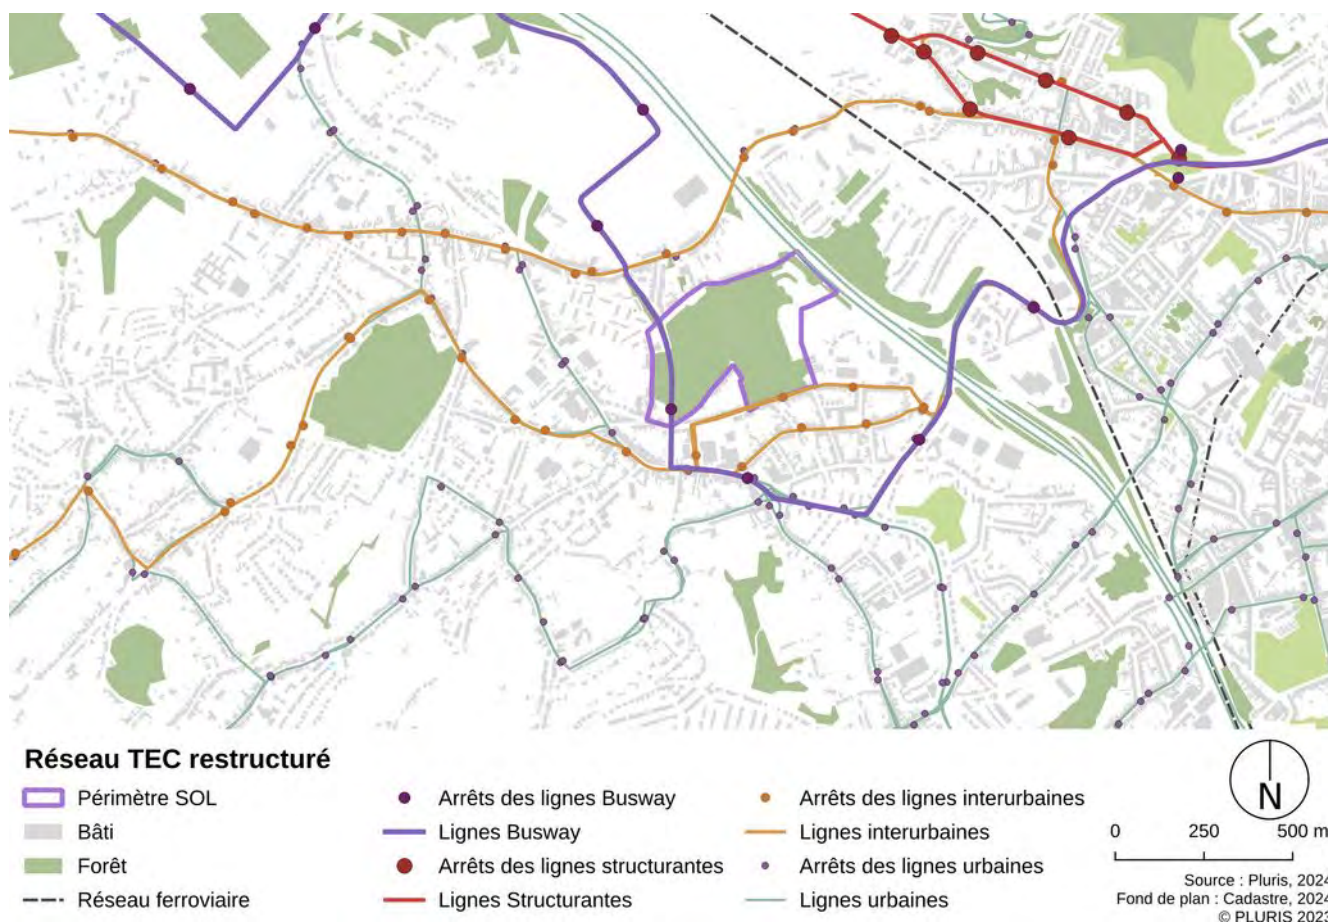 Réseau TEC restructuré
Périmètre SOL
Bâti
Forêt
Réseau ferroviaire
Arrêts des lignes Busway
Lignes Busway
Arrêts des lignes structurantes
Lignes Structurantes
Arrêts des lignes interurbaines
Lignes interurbaines
Arrêts des lignes urbaines
Lignes urbaines
N
0 250 500 m
Source : Pluris, 2024
Fond de plan : Cadastre, 2024
© PLURIS 2023